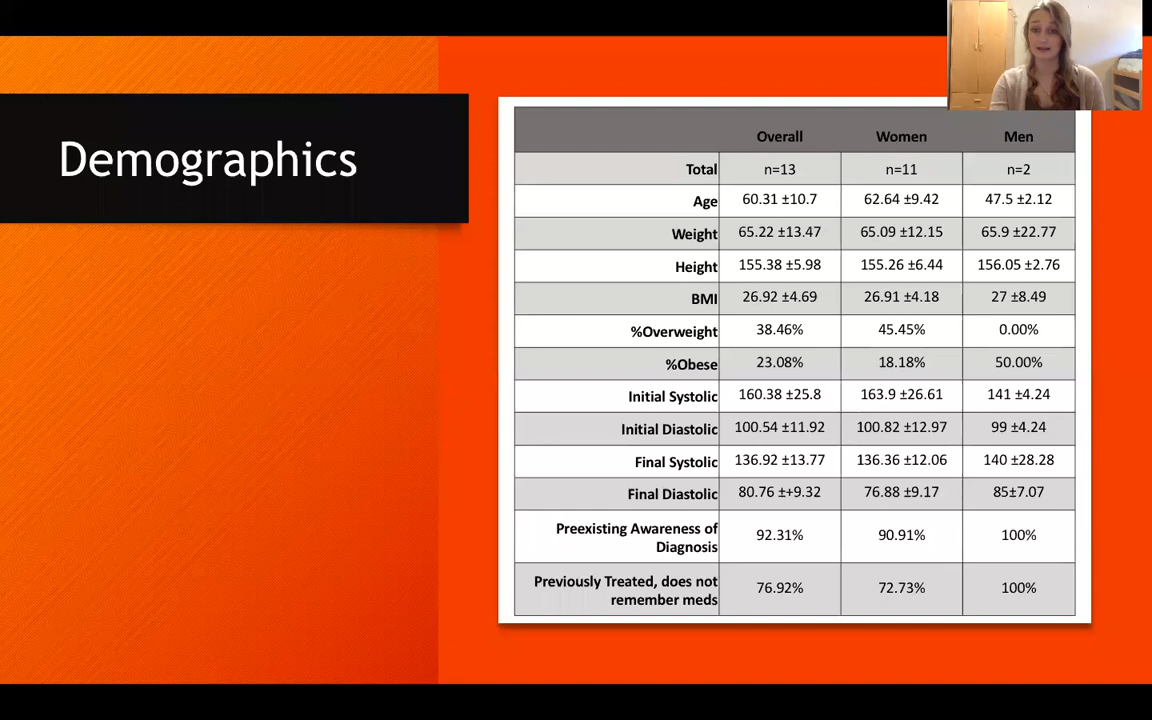 Demographics
Overall Women Men
Total n=13 n=11 n=2
Age 60.31 ±10.7 62.64 ±9.42 47.5 ±2.12
Weight 65.22 ±13.47 65.09 ±12.15 65.9 ±22.77
Height 155.38 ±5.98 155.26 ±6.44 156.05 ±2.76
BMI 26.92 ±4.69 26.91 ±4.18 27 ±8.49
%Overweight 38.46% 45.45% 0.00%
%Obese 23.08% 18.18% 50.00%
Initial Systolic 160.38 ±25.8 163.9 ±26.61 141 ±4.24
Initial Diastolic 100.54 ±11.92 100.82 ±12.97 99 ±4.24
Final Systolic 136.92 ±13.77 136.36 ±12.06 140 ±28.28
Final Diastolic 80.76 ±+9.32 76.88 ±9.17 85±7.07
Preexisting Awareness of
Diagnosis 92.31% 90.91% 100%
Previously Treated, does not
remember meds 76.92% 72.73% 100%